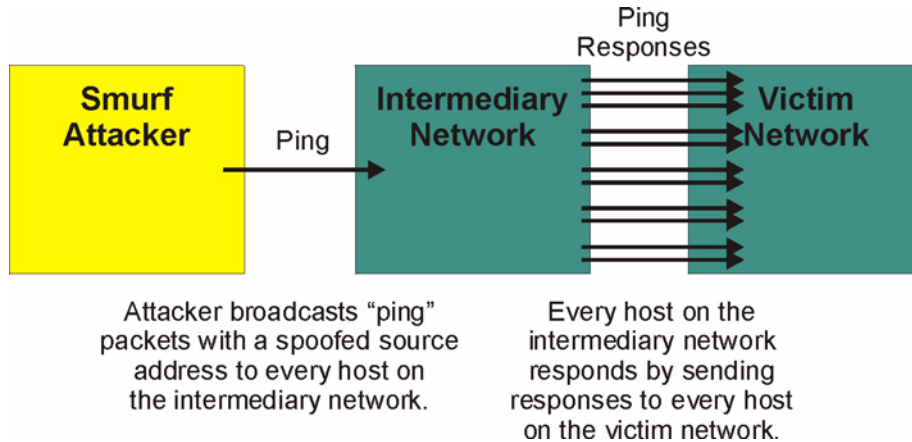 Ping
Responses
Smurf
Attacker
Ping
Intermediary
Network
Victim
Network
Attacker broadcasts “ping”
packets with a spoofed source
address to every host on
the intermediary network.
Every host on the
intermediary network
responds by sending
responses to every host
on the victim network.